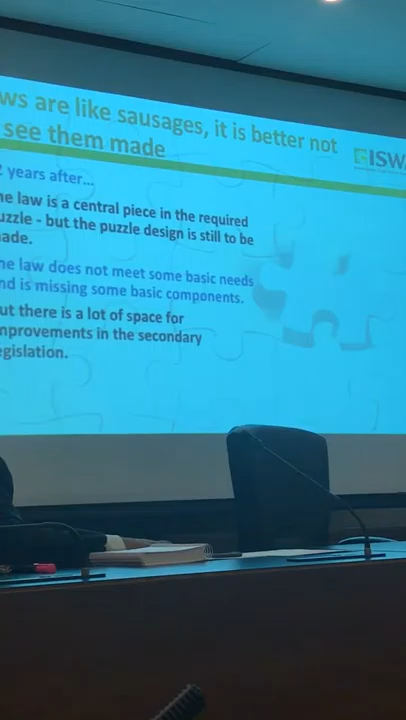 ws are like sausages, it is better not
see them made
ISWA
years after...
he law is a central piece in the required
uzzle - but the puzzle design is still to be
ade.
he law does not meet some basic needs
nd is missing some basic components.
ut there is a lot of space for
mprovements in the secondary
egislation.